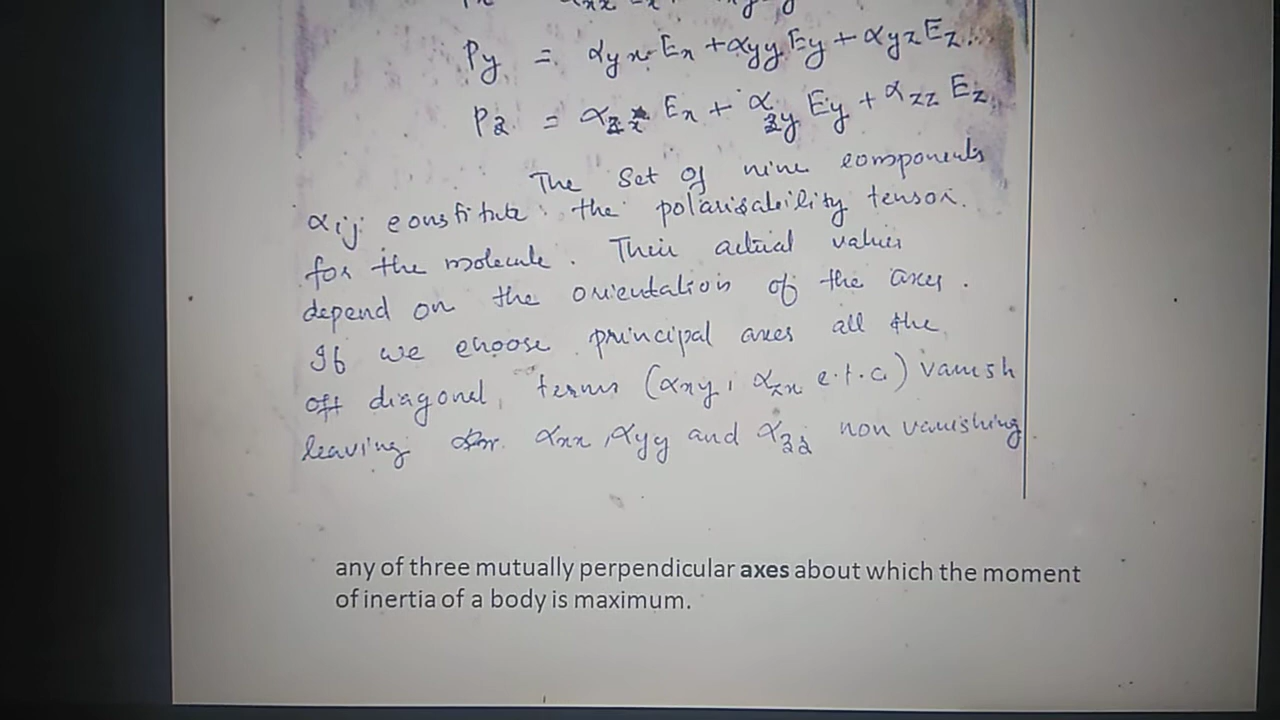 Py = αyx Ex + αyy Ey + αyz Ez
Pz = αzx Ex + αzy Ey + αzz Ez
The Set of nine components
αij constitute the polarisability tensor.
for the molecule. Their actual values
depend on the orientation of the axes.
If we choose principal axes all the
off diagonal terms (αxy, αzx e.t.c) vanish
leaving αxx, αyy and αzz non vanishing
any of three mutually perpendicular axes about which the moment
of inertia of a body is maximum.